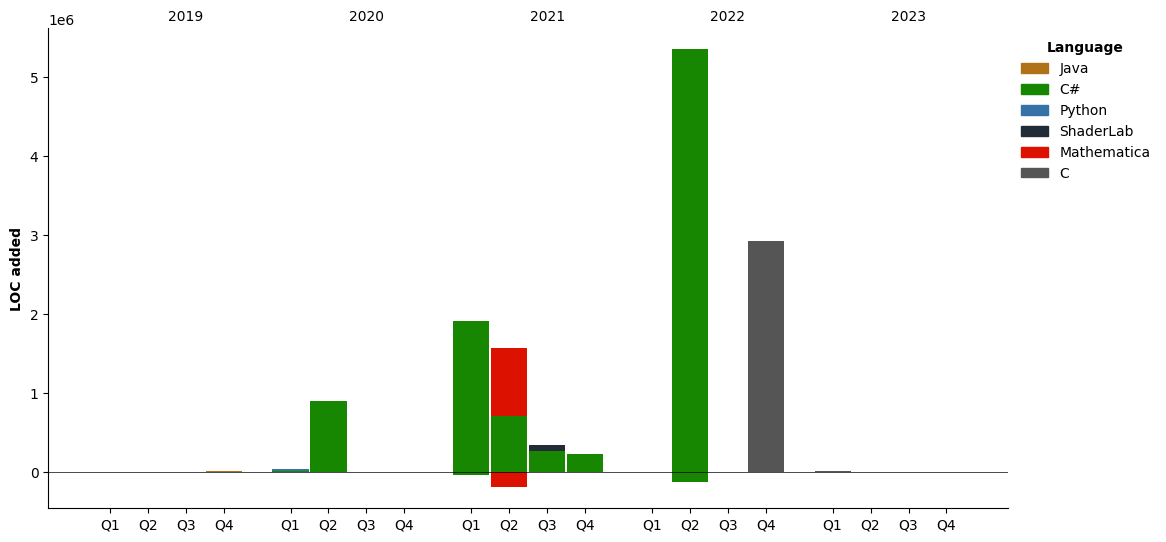 1e6
2019 2020 2021 2022 2023
LOC added
5
4
3
2
1
0
Q1 Q2 Q3 Q4 Q1 Q2 Q3 Q4 Q1 Q2 Q3 Q4 Q1 Q2 Q3 Q4 Q1 Q2 Q3 Q4
Language
Java
C#
Python
ShaderLab
Mathematica
C